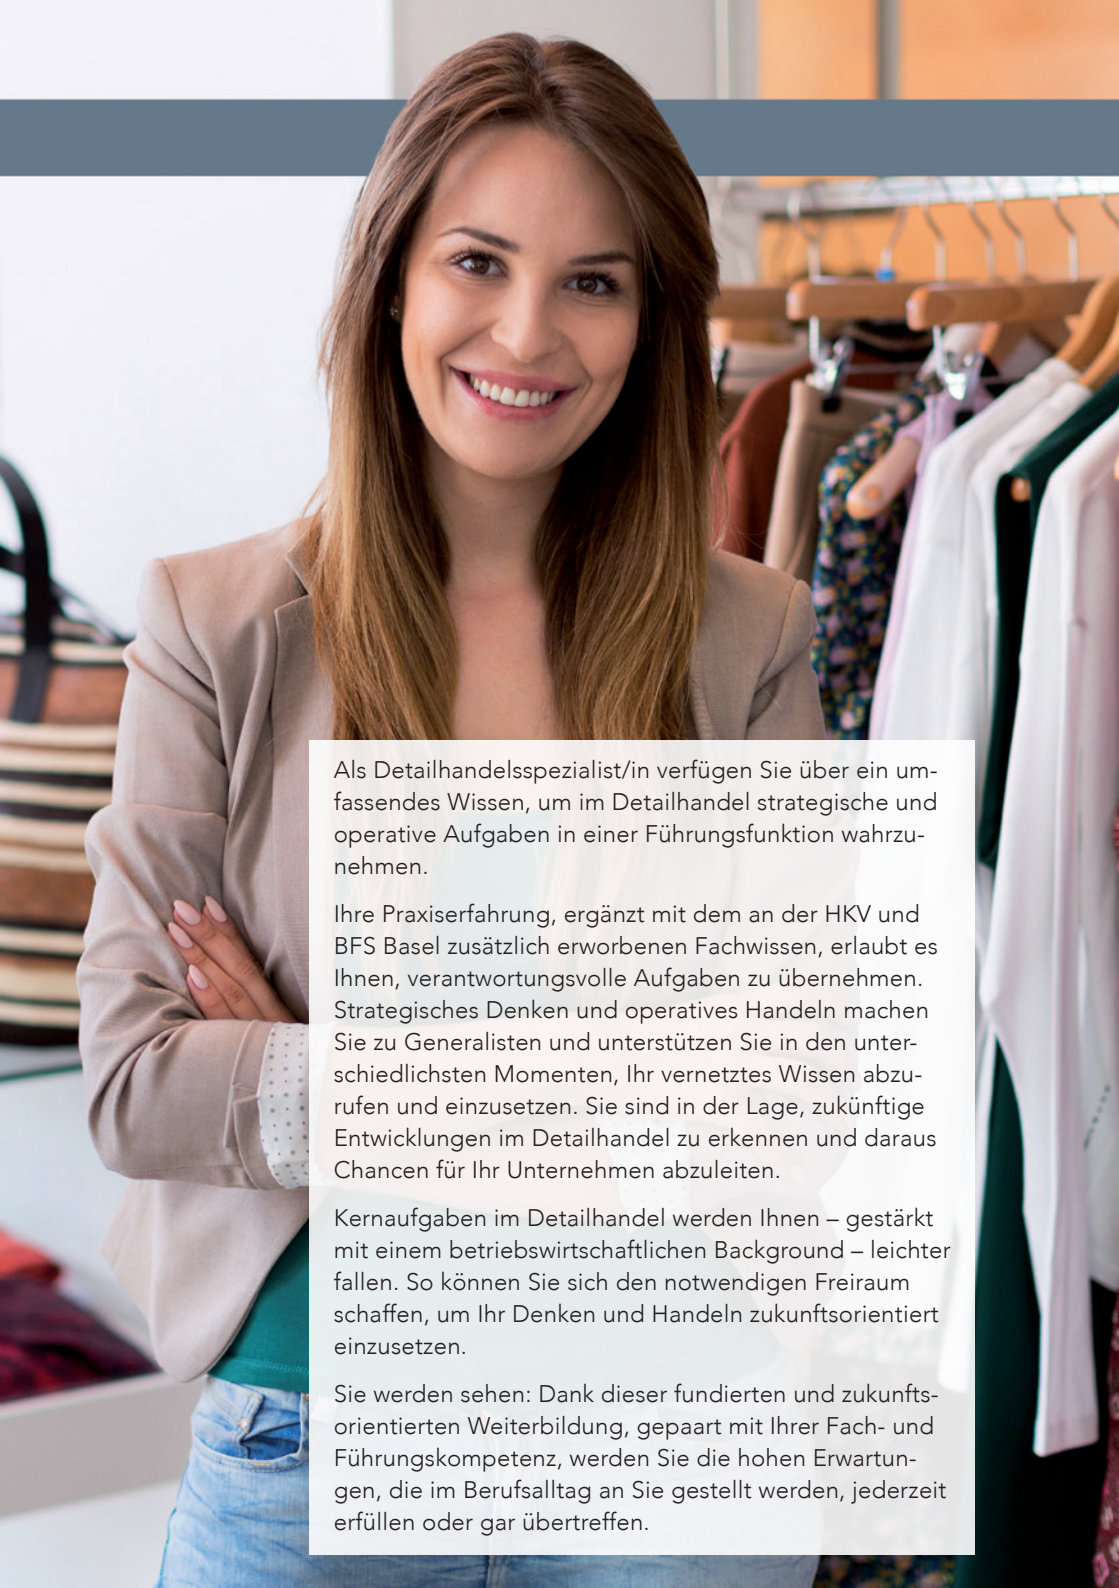 Als Detailhandelsspezialist/in verfügen Sie über ein um-
fassendes Wissen, um im Detailhandel strategische und
operative Aufgaben in einer Führungsfunktion wahrzu-
nehmen.
Ihre Praxiserfahrung, ergänzt mit dem an der HKV und
BFS Basel zusätzlich erworbenen Fachwissen, erlaubt es
Ihnen, verantwortungsvolle Aufgaben zu übernehmen.
Strategisches Denken und operatives Handeln machen
Sie zu Generalisten und unterstützen Sie in den unter-
schiedlichsten Momenten, Ihr vernetztes Wissen abzu-
rufen und einzusetzen. Sie sind in der Lage, zukünftige
Entwicklungen im Detailhandel zu erkennen und daraus
Chancen für Ihr Unternehmen abzuleiten.
Kernaufgaben im Detailhandel werden Ihnen – gestärkt
mit einem betriebswirtschaftlichen Background – leichter
fallen. So können Sie sich den notwendigen Freiraum
schaffen, um Ihr Denken und Handeln zukunftsorientiert
einzusetzen.
Sie werden sehen: Dank dieser fundierten und zukunfts-
orientierten Weiterbildung, gepaart mit Ihrer Fach- und
Führungskompetenz, werden Sie die hohen Erwartun-
gen, die im Berufsalltag an Sie gestellt werden, jederzeit
erfüllen oder gar übertreffen.